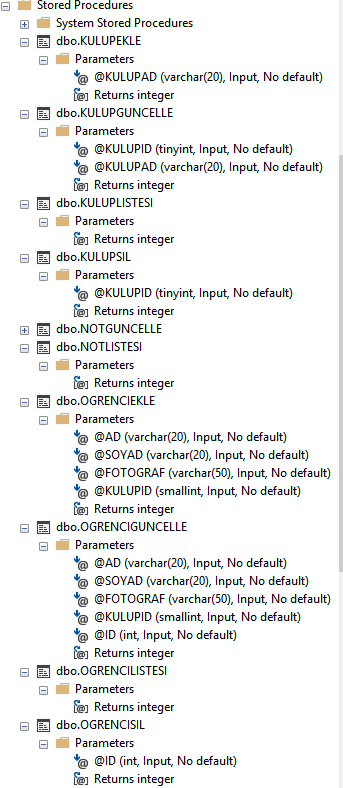 Stored Procedures
System Stored Procedures
dbo.KULUPEKLE
Parameters
@KULUPAD (varchar(20), Input, No default)
Returns integer
dbo.KULUPGUNCELLE
Parameters
@KULUPID (tinyint, Input, No default)
@KULUPAD (varchar(20), Input, No default)
Returns integer
dbo.KULUPLISTESI
Parameters
Returns integer
dbo.KULUPSIL
Parameters
@KULUPID (tinyint, Input, No default)
Returns integer
dbo.NOTGUNCELLE
dbo.NOTLISTESI
Parameters
Returns integer
dbo.OGRENCIEKLE
Parameters
@AD (varchar(20), Input, No default)
@SOYAD (varchar(20), Input, No default)
@FOTOGRAF (varchar(50), Input, No default)
@KULUPID (smallint, Input, No default)
Returns integer
dbo.OGRENCIGUNCELLE
Parameters
@AD (varchar(20), Input, No default)
@SOYAD (varchar(20), Input, No default)
@FOTOGRAF (varchar(50), Input, No default)
@KULUPID (smallint, Input, No default)
@ID (int, Input, No default)
Returns integer
dbo.OGRENCILISTESI
Parameters
Returns integer
dbo.OGRENCISIL
Parameters
@ID (int, Input, No default)
Returns integer